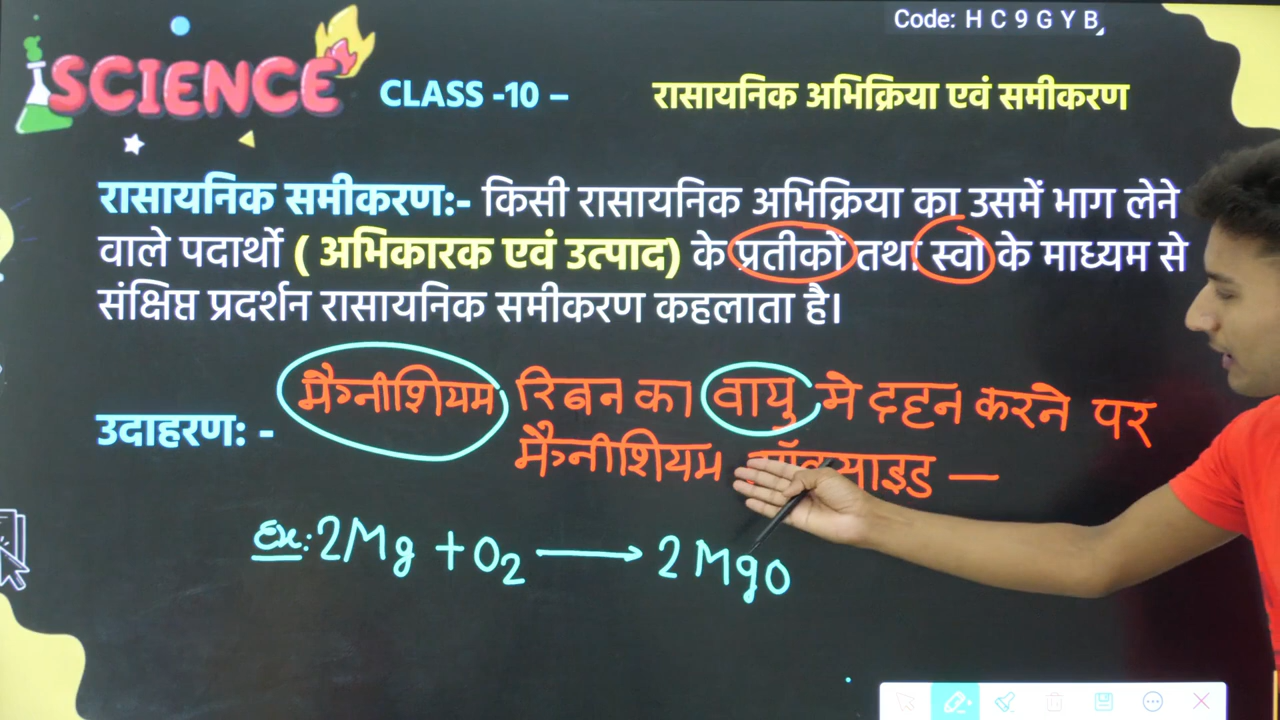 Code: H C 9 G Y B
SCIENCE CLASS -10 – रासायनिक अभिक्रिया एवं समीकरण
रासायनिक समीकरण:- किसी रासायनिक अभिक्रिया का उसमें भाग लेने
वाले पदार्थो ( अभिकारक एवं उत्पाद) के प्रतीकों तथा स्वो के माध्यम से
संक्षिप्त प्रदर्शन रासायनिक समीकरण कहलाता है।
मैग्नीशियम रिबन का वायु मे दहन करने पर
उदाहरण: -
मैग्नीशियम ऑक्साइड —
Ex: 2Mg + O₂ ⟶ 2MgO